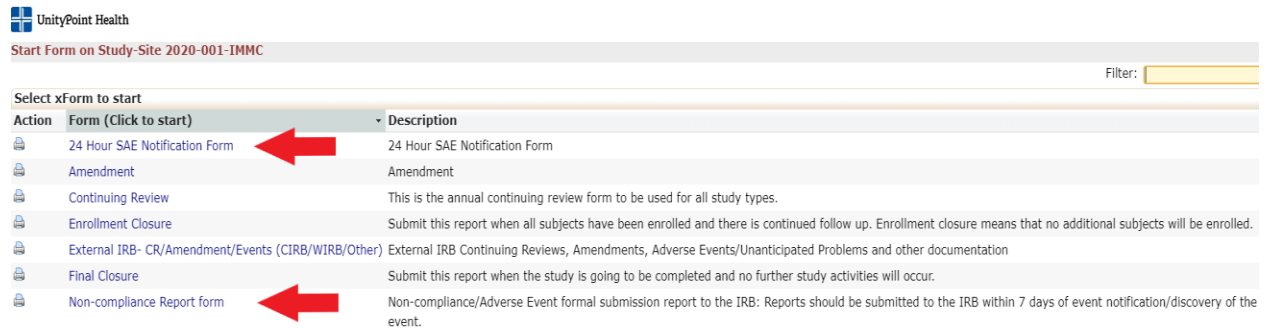 UnityPoint Health
Start Form on Study-Site 2020-001-IMMC
Filter:
Select xForm to start
Action Form (Click to start) Description
24 Hour SAE Notification Form 24 Hour SAE Notification Form
Amendment Amendment
Continuing Review This is the annual continuing review form to be used for all study types.
Enrollment Closure Submit this report when all subjects have been enrolled and there is continued follow up. Enrollment closure means that no additional subjects will be enrolled.
External IRB- CR/Amendment/Events (CIRB/WIRB/Other) External IRB Continuing Reviews, Amendments, Adverse Events/Unanticipated Problems and other documentation
Final Closure Submit this report when the study is going to be completed and no further study activities will occur.
Non-compliance Report form Non-compliance/Adverse Event formal submission report to the IRB: Reports should be submitted to the IRB within 7 days of event notification/discovery of the
event.